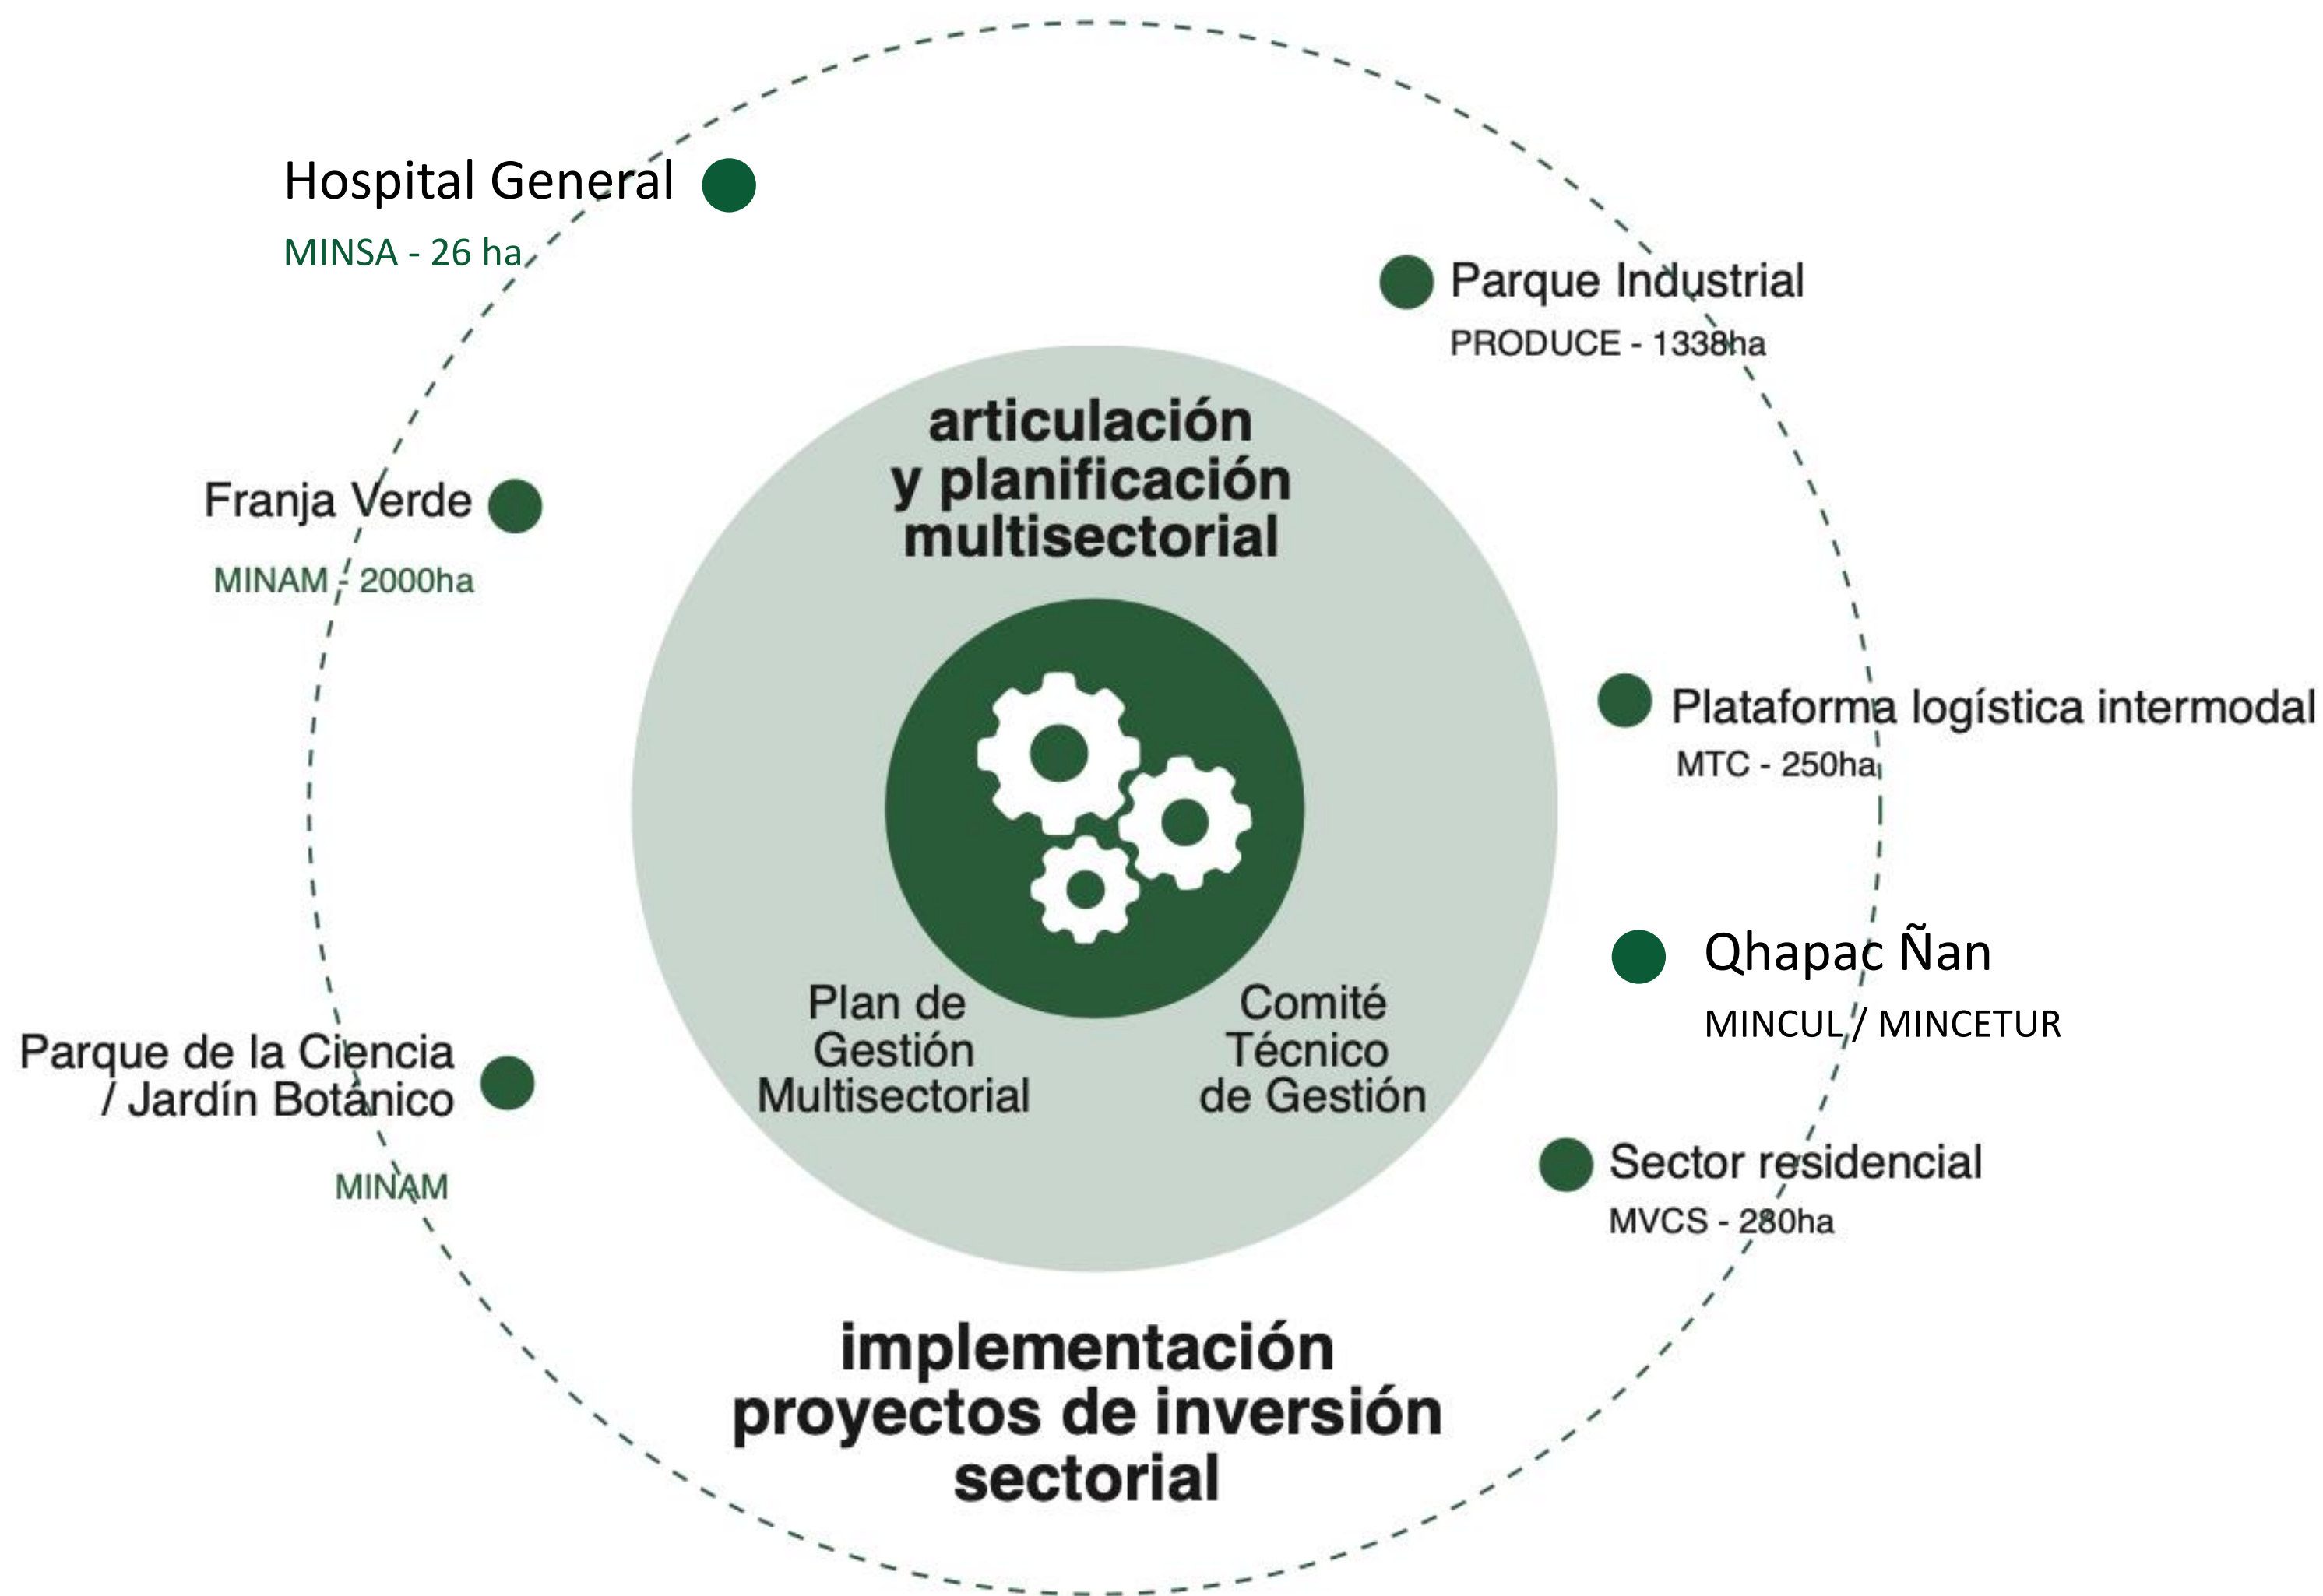 Hospital General
MINSA - 26 ha
Parque Industrial
PRODUCE - 1338ha
articulación
y planificación
multisectorial
Franja Verde
MINAM - 2000ha
Plataforma logística intermodal
MTC - 250ha
Qhapac Ñan
MINCUL / MINCETUR
Plan de
Gestión
Multisectorial
Comité
Técnico
de Gestión
Parque de la Ciencia
/ Jardín Botánico
MINAM
Sector residencial
MVCS - 280ha
implementación
proyectos de inversión
sectorial